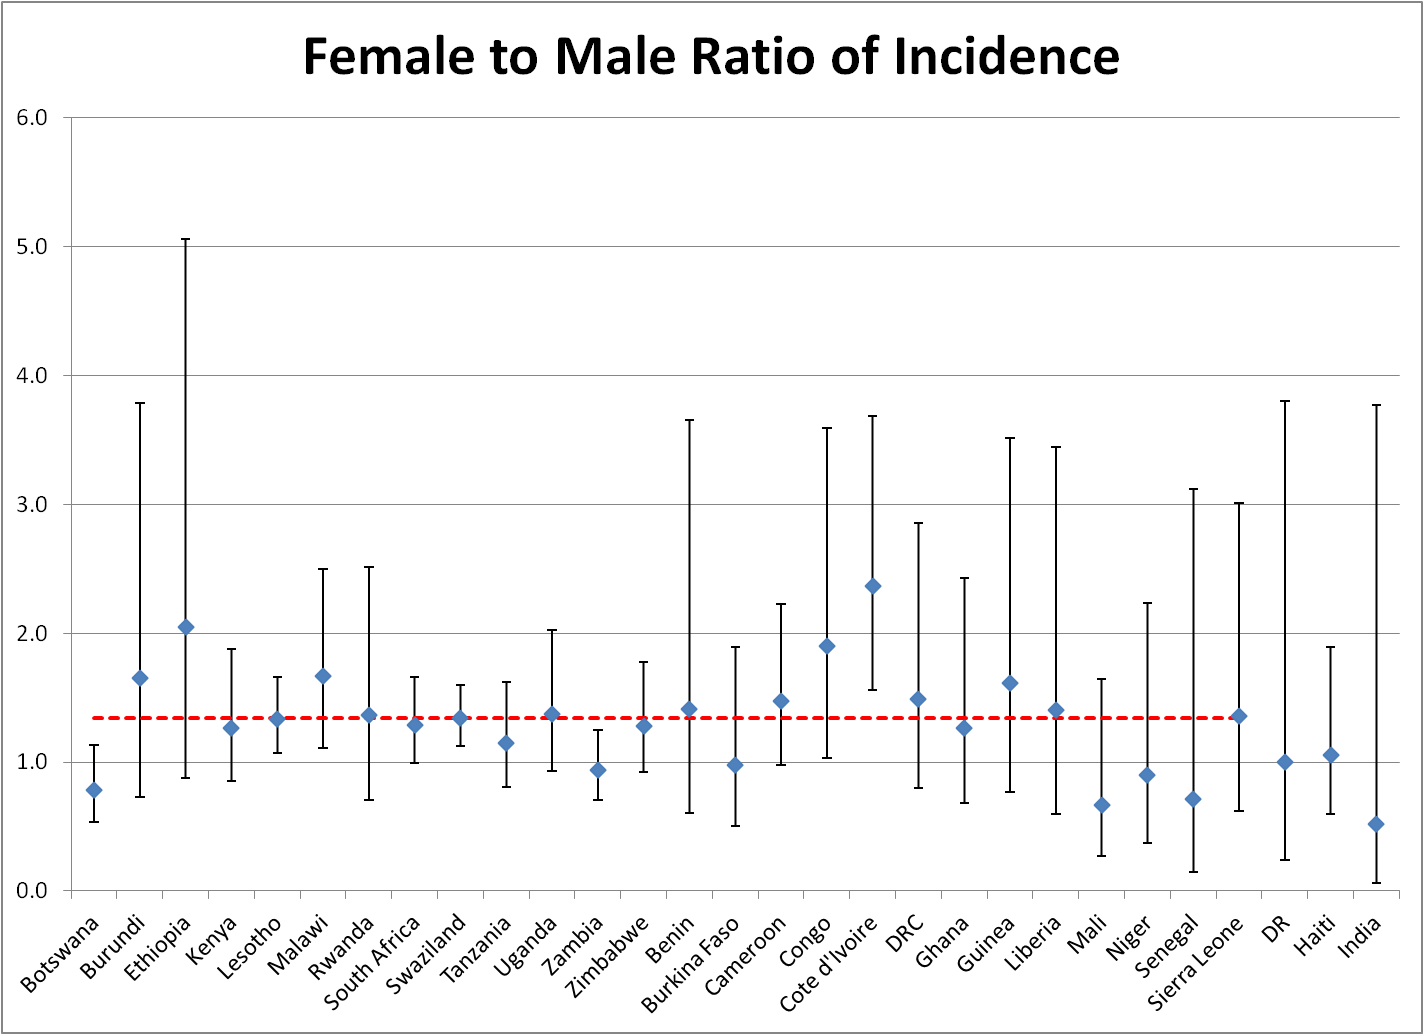 Female to Male Ratio of Incidence
6.0
5.0
4.0
3.0
2.0
1.0
0.0
Botswana
Burundi
Ethiopia
Kenya
Lesotho
Malawi
Rwanda
South Africa
Swaziland
Tanzania
Uganda
Zambia
Zimbabwe
Benin
Burkina Faso
Cameroon
Congo
Cote d'Ivoire
DRC
Ghana
Guinea
Liberia
Mali
Niger
Senegal
Sierra Leone
DR
Haiti
India